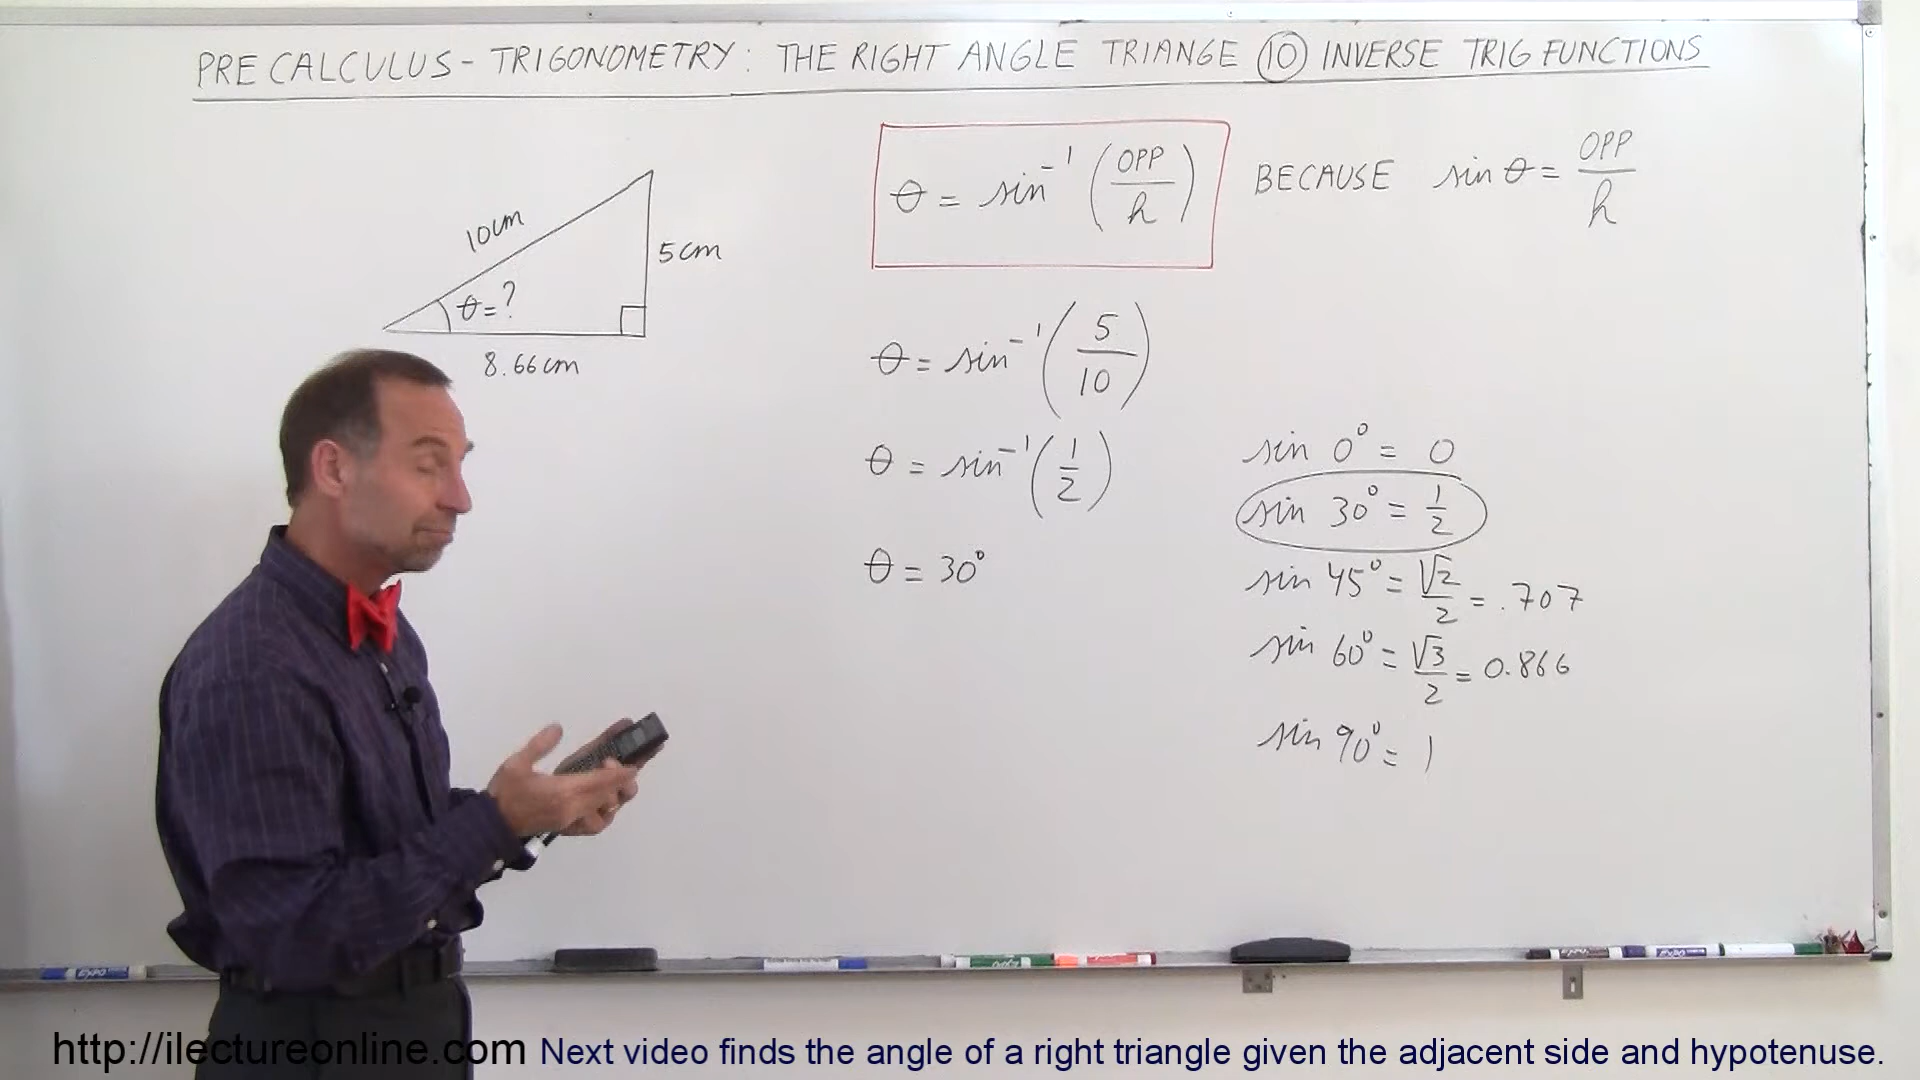 PRE CALCULUS - TRIGONOMETRY: THE RIGHT ANGLE TRIANGE ⑩ INVERSE TRIG FUNCTIONS
10cm
5cm
θ=?
8.66cm
θ = sin⁻¹(OPP/h) BECAUSE sin θ = OPP/h
θ = sin⁻¹(5/10)
θ = sin⁻¹(1/2)
θ = 30°
sin 0° = 0
sin 30° = 1/2
sin 45° = √2/2 = .707
sin 60° = √3/2 = 0.866
sin 90° = 1
EXPO
http://ilectureonline.com Next video finds the angle of a right triangle given the adjacent side and hypotenuse.